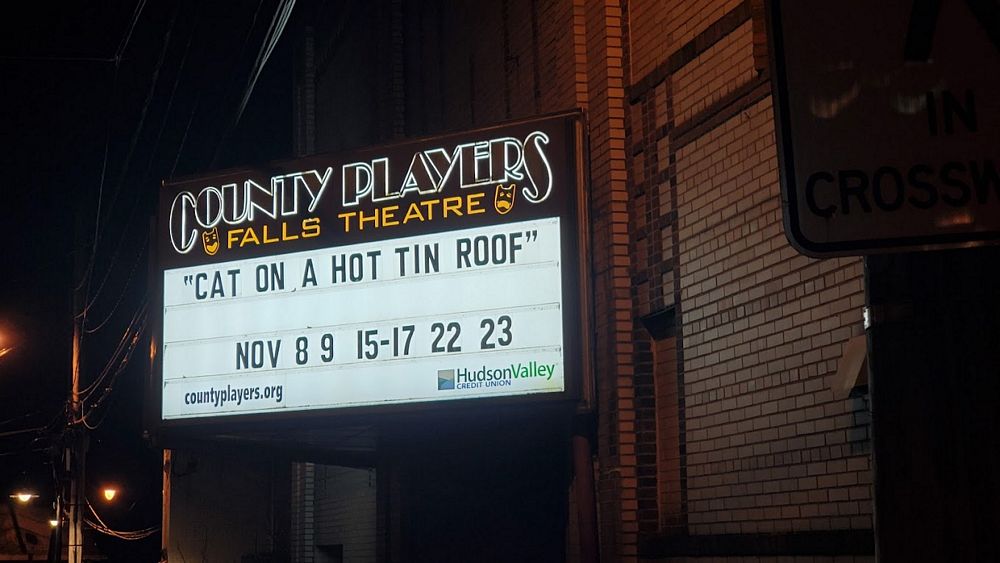 COUNTY PLAYERS
FALLS THEATRE
"CAT ON A HOT TIN ROOF"
NOV 8 9 15-17 22 23
countyplayers.org
HudsonValley
CREDIT UNION
IN